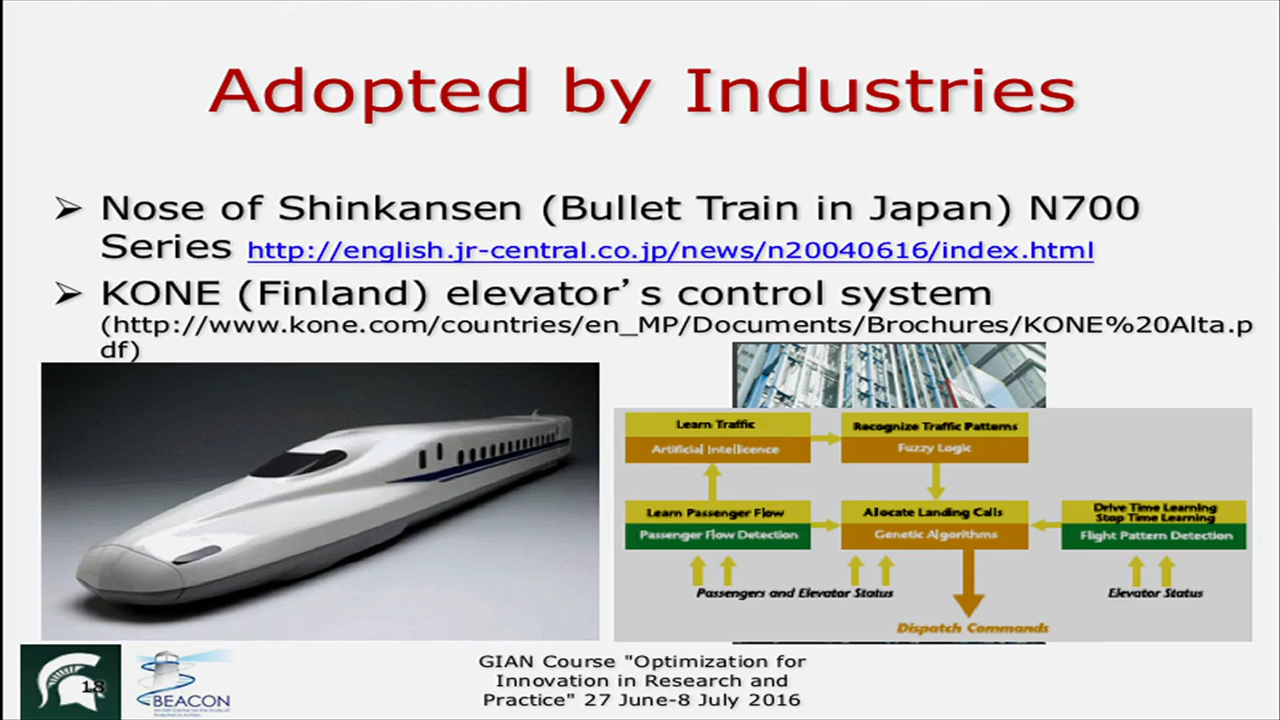 Adopted by Industries
➢ Nose of Shinkansen (Bullet Train in Japan) N700
Series http://english.jr-central.co.jp/news/n20040616/index.html
➢ KONE (Finland) elevator’s control system
(http://www.kone.com/countries/en_MP/Documents/Brochures/KONE%20Alta.p
df)
Learn Traffic
Artificial Intelligence
Recognize Traffic Patterns
Fuzzy Logic
Learn Passenger Flow
Passenger Flow Detection
Allocate Landing Calls
Genetic Algorithms
Drive Time Learning
Stop Time Learning
Flight Pattern Detection
Passengers and Elevator Status
Elevator Status
Dispatch Commands
18
BEACON
GIAN Course "Optimization for
Innovation in Research and
Practice" 27 June-8 July 2016